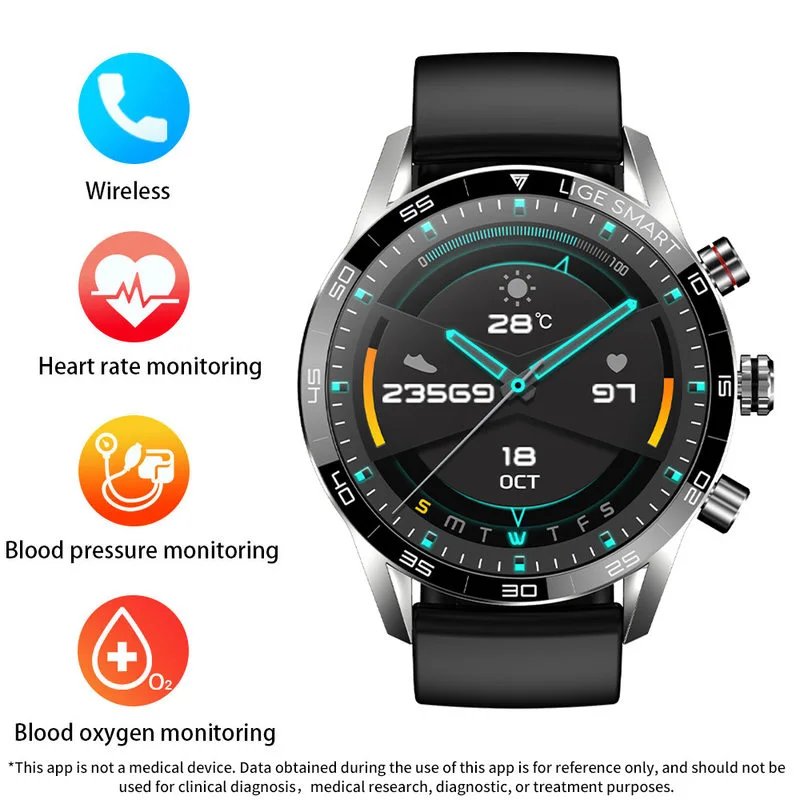 Wireless
Heart rate monitoring
Blood pressure monitoring
O2
Blood oxygen monitoring
LIGE SMART
55
50
45
40
35
30
25
20
15
10
0
100
28°C
23569
97
18
OCT
S M T W T F S
*This app is not a medical device. Data obtained during the use of this app is for reference only, and should not be
used for clinical diagnosis，medical research, diagnostic, or treatment purposes.